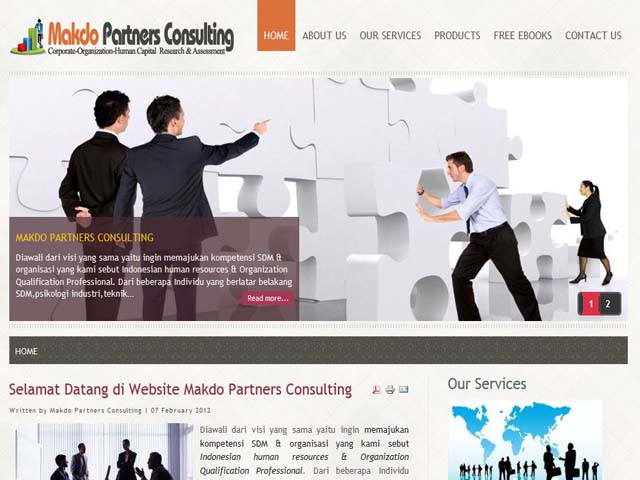 Makdo Partners Consulting
Corporate-Organization-Human Capital Research & Assessment
HOME
ABOUT US
OUR SERVICES
PRODUCTS
FREE EBOOKS
CONTACT US
MAKDO PARTNERS CONSULTING
Diawali dari visi yang sama yaitu ingin memajukan kompetensi SDM &
organisasi yang kami sebut Indonesian human resources & Organization
Qualification Professional. Dari beberapa Individu yang berlatar belakang
SDM,psikologi industri,teknik...
Read more...
1 2
HOME
Selamat Datang di Website Makdo Partners Consulting
Written by Makdo Partners Consulting | 07 February 2012
Diawali dari visi yang sama yaitu ingin memajukan
kompetensi SDM & organisasi yang kami sebut
Indonesian human resources & Organization
Qualification Professional. Dari beberapa Individu
Our Services